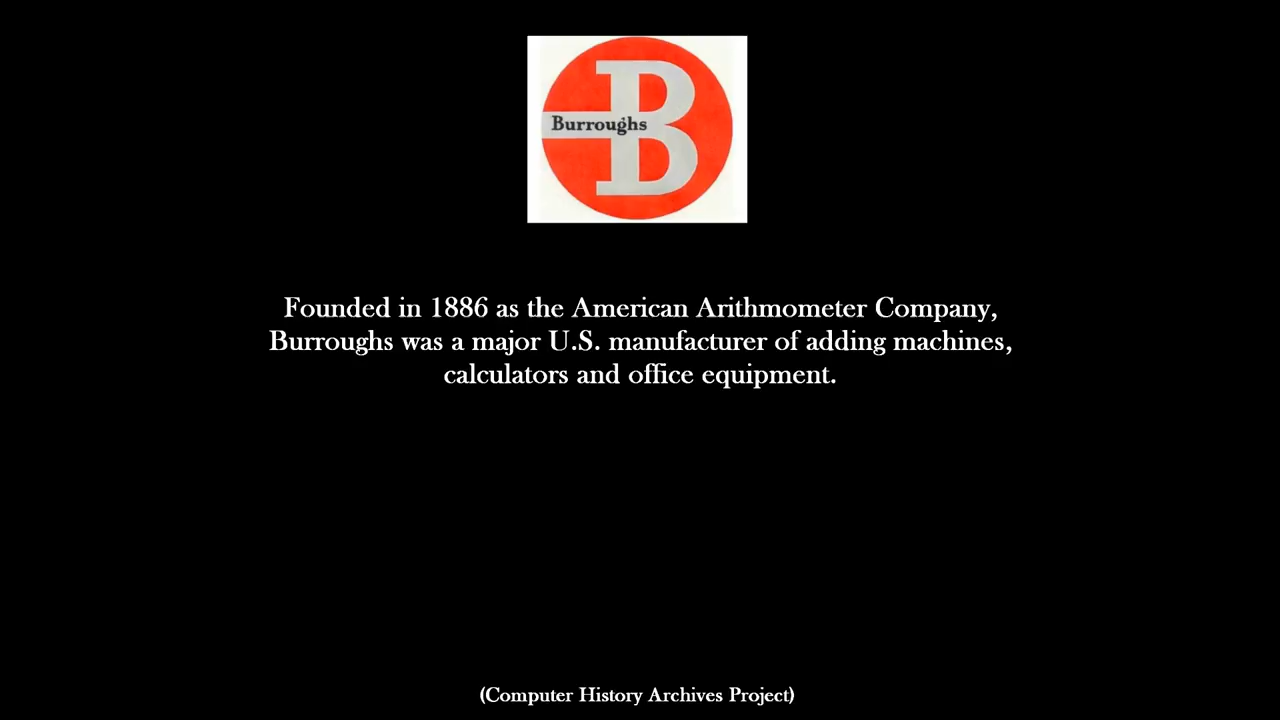 B
Burroughs
Founded in 1886 as the American Arithmometer Company,
Burroughs was a major U.S. manufacturer of adding machines,
calculators and office equipment.
(Computer History Archives Project)